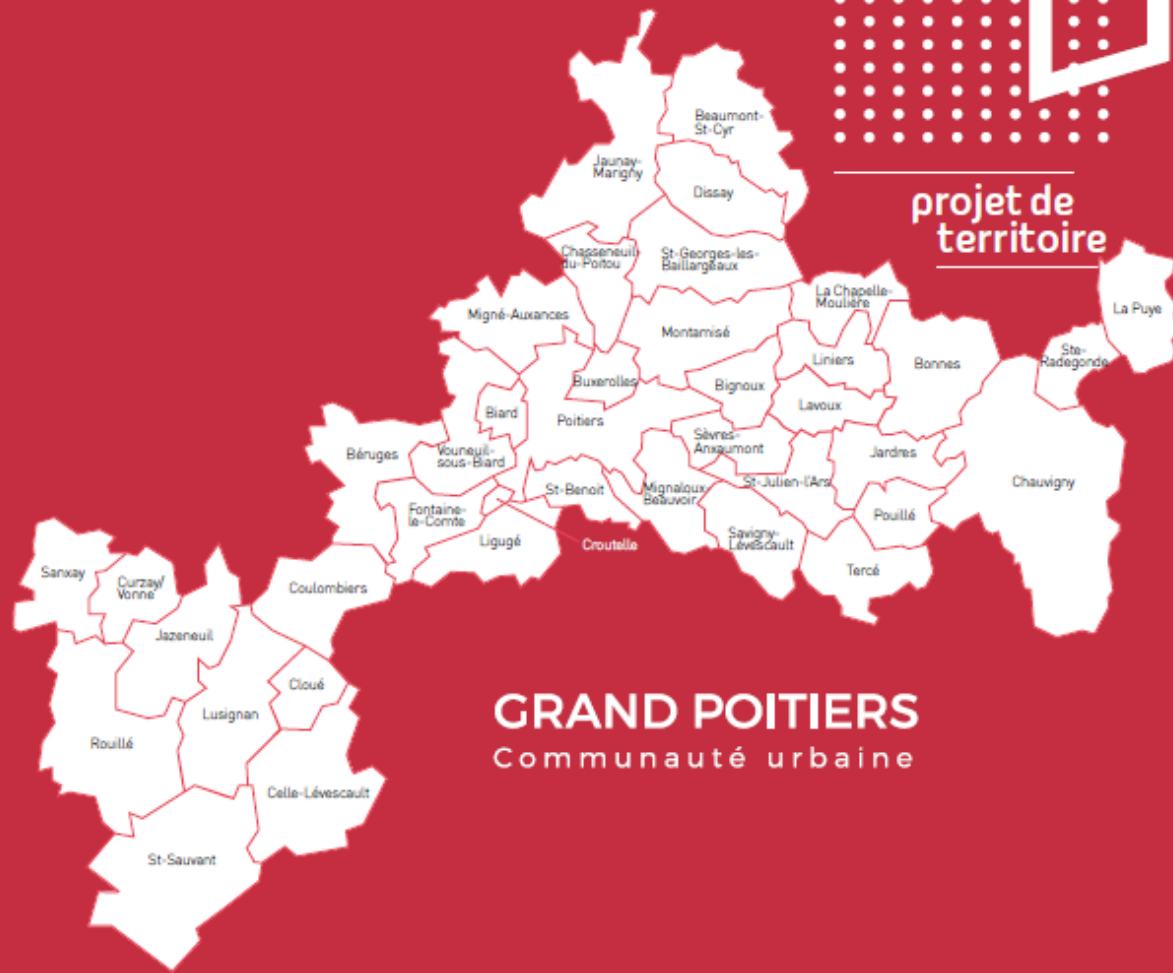 Beaumont-
St-Cyr
Jaunay-
Marigny
Dissay
projet de
territoire
Chasseneuil-
du-Poitou
St-Georges-les-
Baillargeaux
La Chapelle-
Moulière
La Puye
Migné-Auxances
Montamisé
Ste-
Radegonde
Liniers
Bonnes
Buxerolles
Bignoux
Lavoux
Biard
Poitiers
Sèvres-
Anxaumont
Béruges
Vouneuil-
sous-Biard
Jardres
St-Julien-l'Ars
Chauvigny
St-Benoit
Mignaloux-
Beauvoir
Fontaine-
le-Comte
Pouillé
Savigny-
Lévescault
Ligugé
Croutelle
Tercé
Sanxay
Curzay/
Vonne
Coulombiers
Jazeneuil
Cloué
Lusignan
Rouillé
GRAND POITIERS
Communauté urbaine
Celle-Lévescault
St-Sauvant